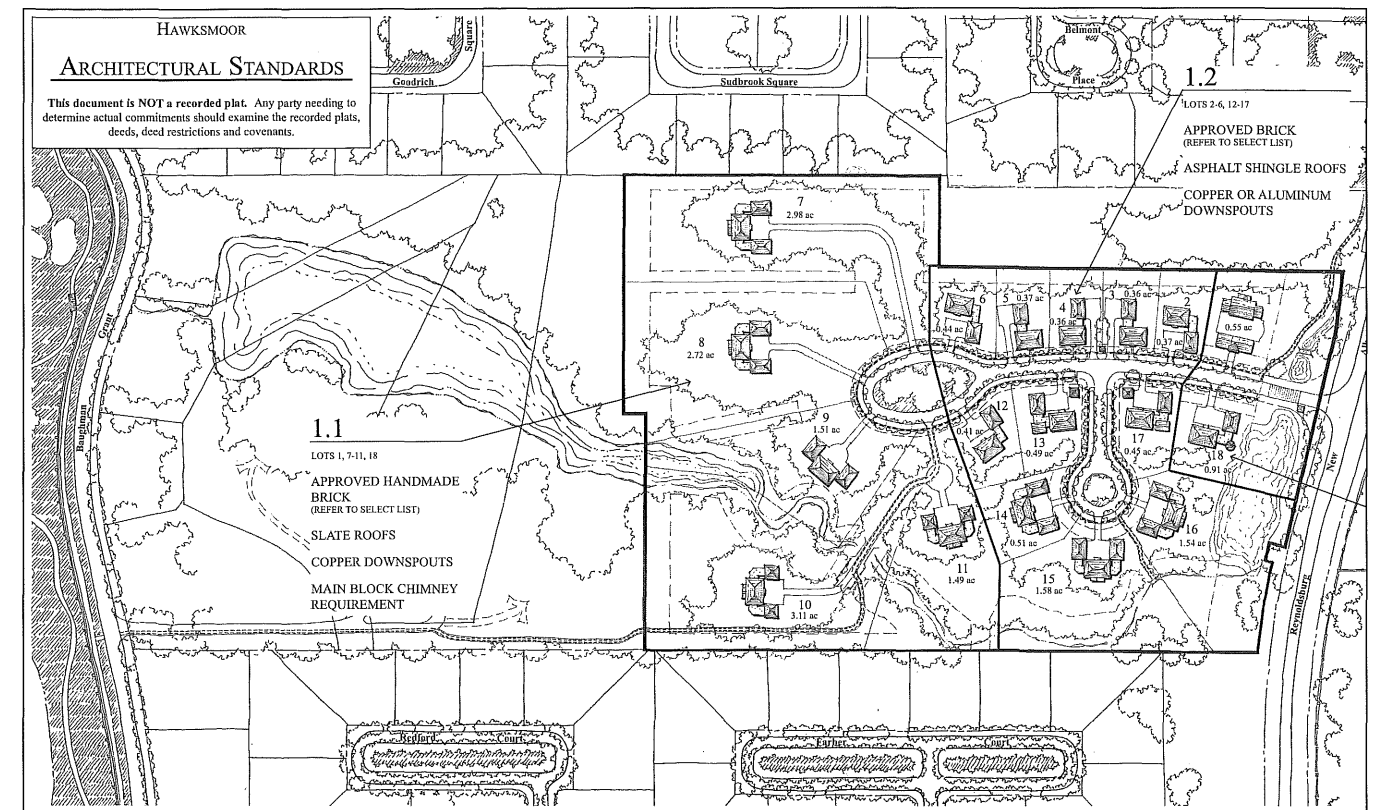 HAWKSMOOR
ARCHITECTURAL STANDARDS
This document is NOT a recorded plat. Any party needing to
determine actual commitments should examine the recorded plats,
deeds, deed restrictions and covenants.
Square
Goodrich
Sudbrook Square
Belmont
Place
1.2
LOTS 2-6, 12-17
APPROVED BRICK
(REFER TO SELECT LIST)
ASPHALT SHINGLE ROOFS
COPPER OR ALUMINUM
DOWNSPOUTS
7
2.98 ac
6
0.44 ac
5
0.37 ac
4
0.36 ac
3
0.36 ac
2
0.37 ac
1
0.55 ac
8
2.72 ac
Grant
Baughman
1.1
LOTS 1, 7-11, 18
APPROVED HANDMADE
BRICK
(REFER TO SELECT LIST)
SLATE ROOFS
COPPER DOWNSPOUTS
MAIN BLOCK CHIMNEY
REQUIREMENT
9
1.51 ac
12
0.41 ac
13
0.49 ac
17
0.45 ac
18
0.91 ac
New
14
0.51 ac
16
1.54 ac
11
1.49 ac
15
1.58 ac
10
3.11 ac
Reynoldsburg
Bedford Court
Court